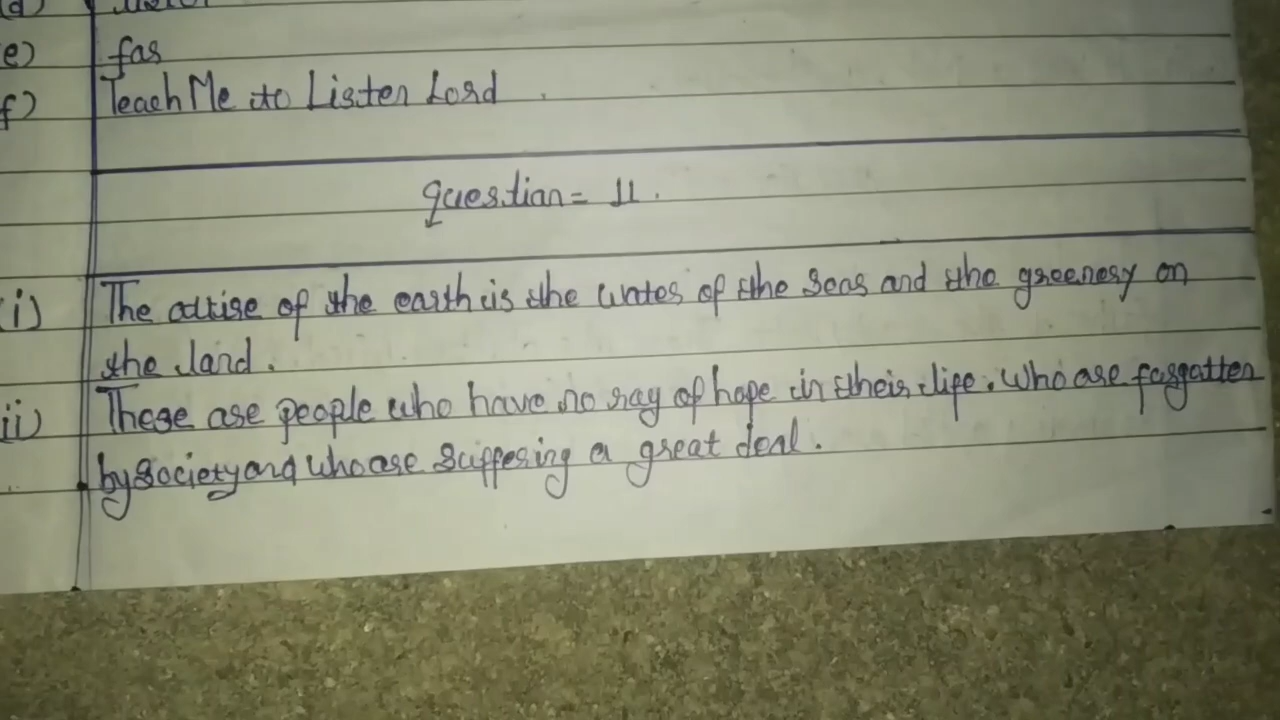 e) far
f) Teach Me to Listen Lord .
Question = 11 .
(i) The attire of the earth is the water of the seas and the greenery on
the land .
(ii) These are people who have no ray of hope in their life . Who are forgotten
by society and who are suffering a great deal .